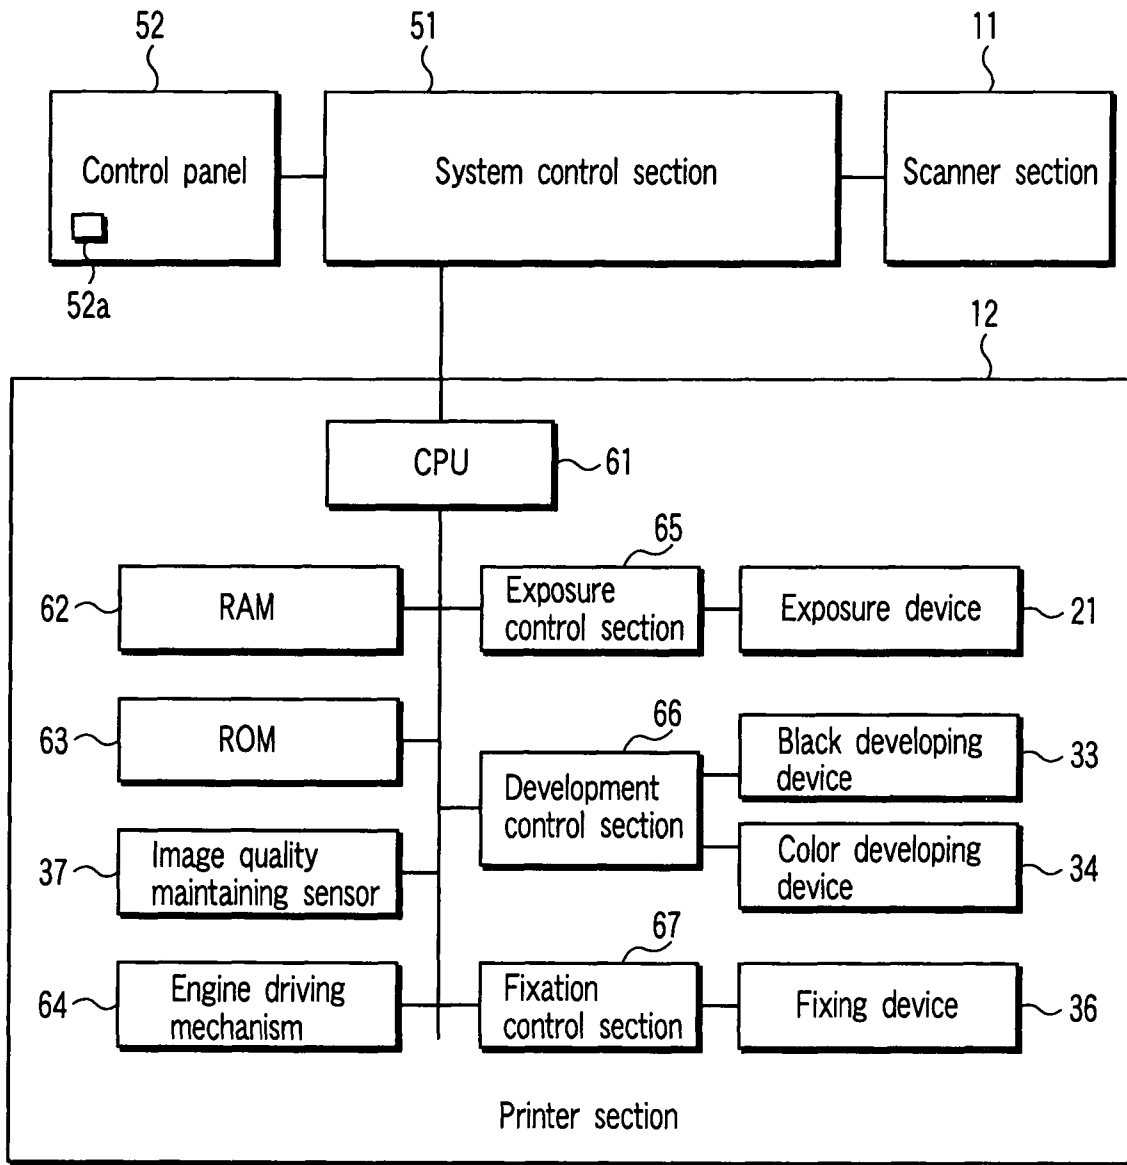 52
51
11
Control panel
System control section
Scanner section
52a
12
CPU
61
65
62
RAM
Exposure
control section
Exposure device
21
63
ROM
66
Black developing
device
33
Development
control section
37
Image quality
maintaining sensor
Color developing
device
34
67
64
Engine driving
mechanism
Fixation
control section
Fixing device
36
Printer section